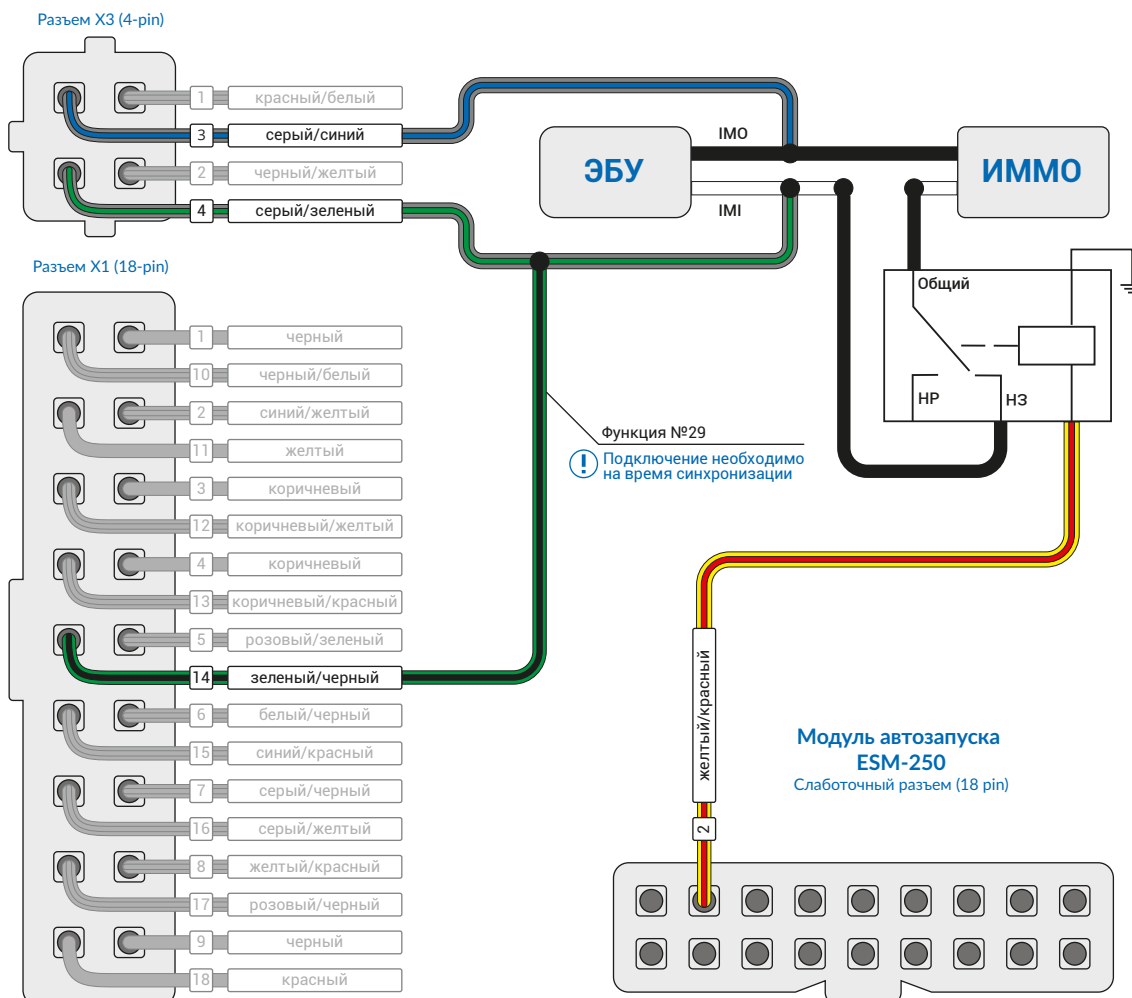 Разъем X3 (4-pin)
1 красный/белый
3 серый/синий
2 черный/желтый
4 серый/зеленый
IMO
ЭБУ
ИММО
IMI
Разъем X1 (18-pin)
Общий
НР
НЗ
1 черный
10 черный/белый
2 синий/желтый
11 желтый
3 коричневый
12 коричневый/желтый
4 коричневый
13 коричневый/красный
5 розовый/зеленый
14 зеленый/черный
6 белый/черный
15 синий/красный
7 серый/черный
16 серый/желтый
8 желтый/красный
17 розовый/черный
9 черный
18 красный
Функция №29
! Подключение необходимо
на время синхронизации
желтый/красный
2
Модуль автозапуска
ESM-250
Слаботочный разъем (18 pin)